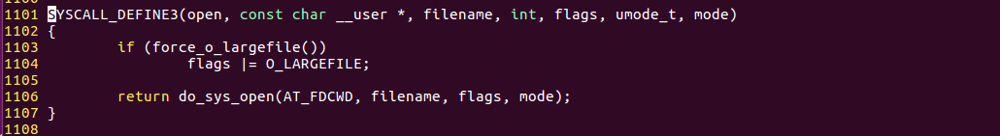 1101 SYSCALL_DEFINE3(open, const char __user *, filename, int, flags, umode_t, mode)
1102 {
1103         if (force_o_largefile())
1104                 flags |= O_LARGEFILE;
1105
1106         return do_sys_open(AT_FDCWD, filename, flags, mode);
1107 }
1108